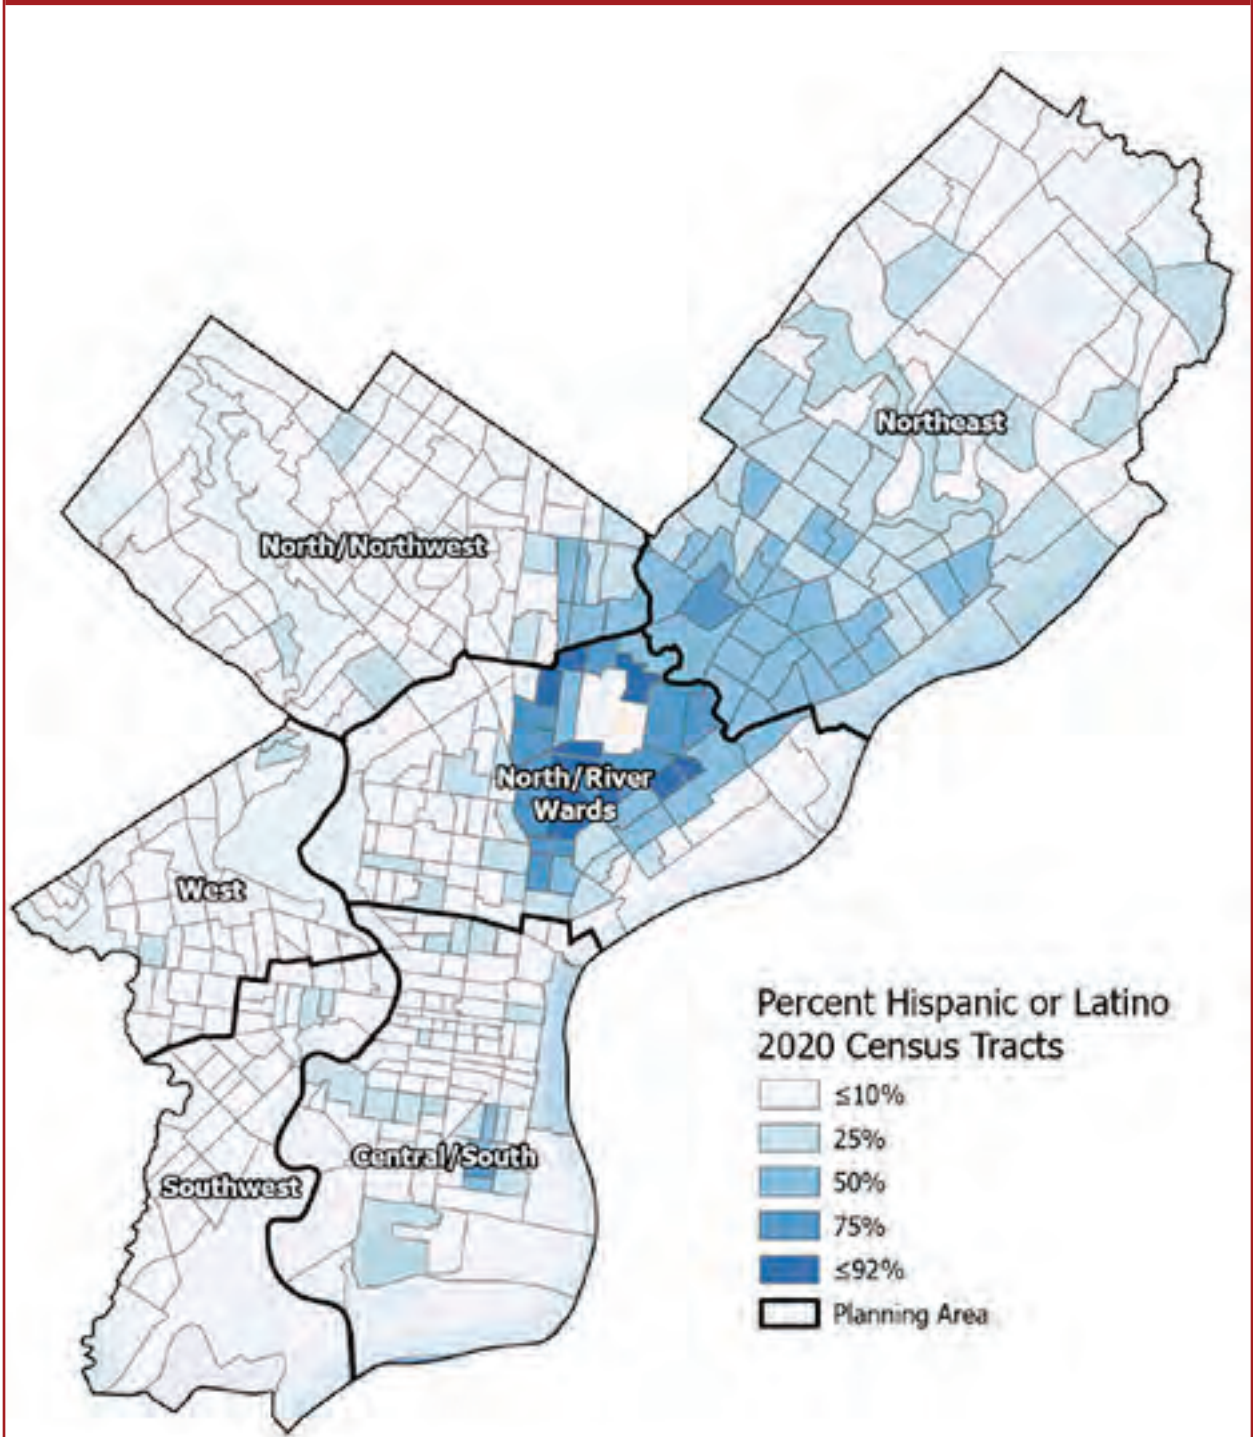 Northeast
North/Northwest
North/River
Wards
West
Central/South
Southwest
Percent Hispanic or Latino
2020 Census Tracts
≤10%
25%
50%
75%
≤92%
Planning Area